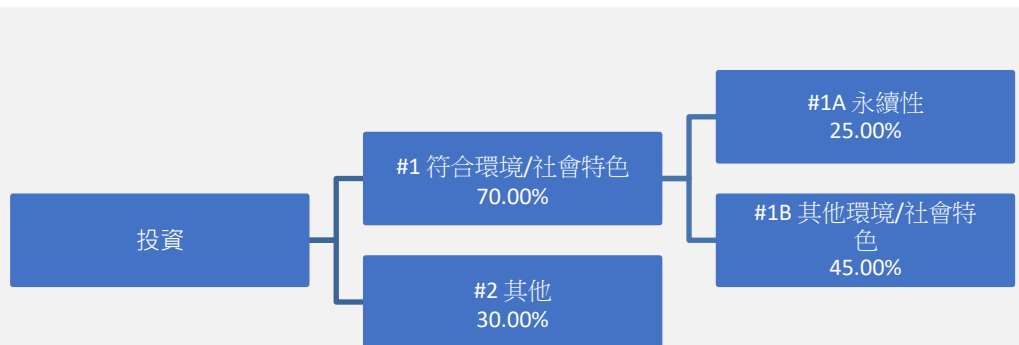 投資
#1 符合環境/社會特色
70.00%
#2 其他
30.00%
#1A 永續性
25.00%
#1B 其他環境/社會特
色
45.00%